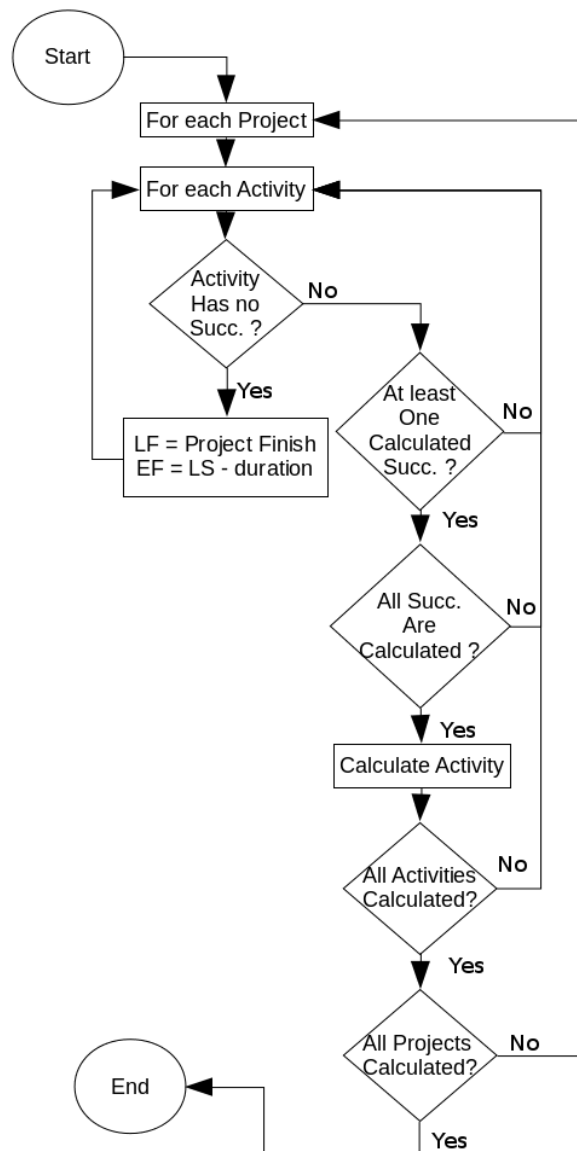 Start
For each Project
For each Activity
Activity
Has no
Succ. ?
No
Yes
LF = Project Finish
EF = LS - duration
At least
One
Calculated
Succ. ?
No
Yes
All Succ.
Are
Calculated ?
No
Yes
Calculate Activity
All Activities
Calculated?
No
Yes
All Projects
Calculated?
No
Yes
End